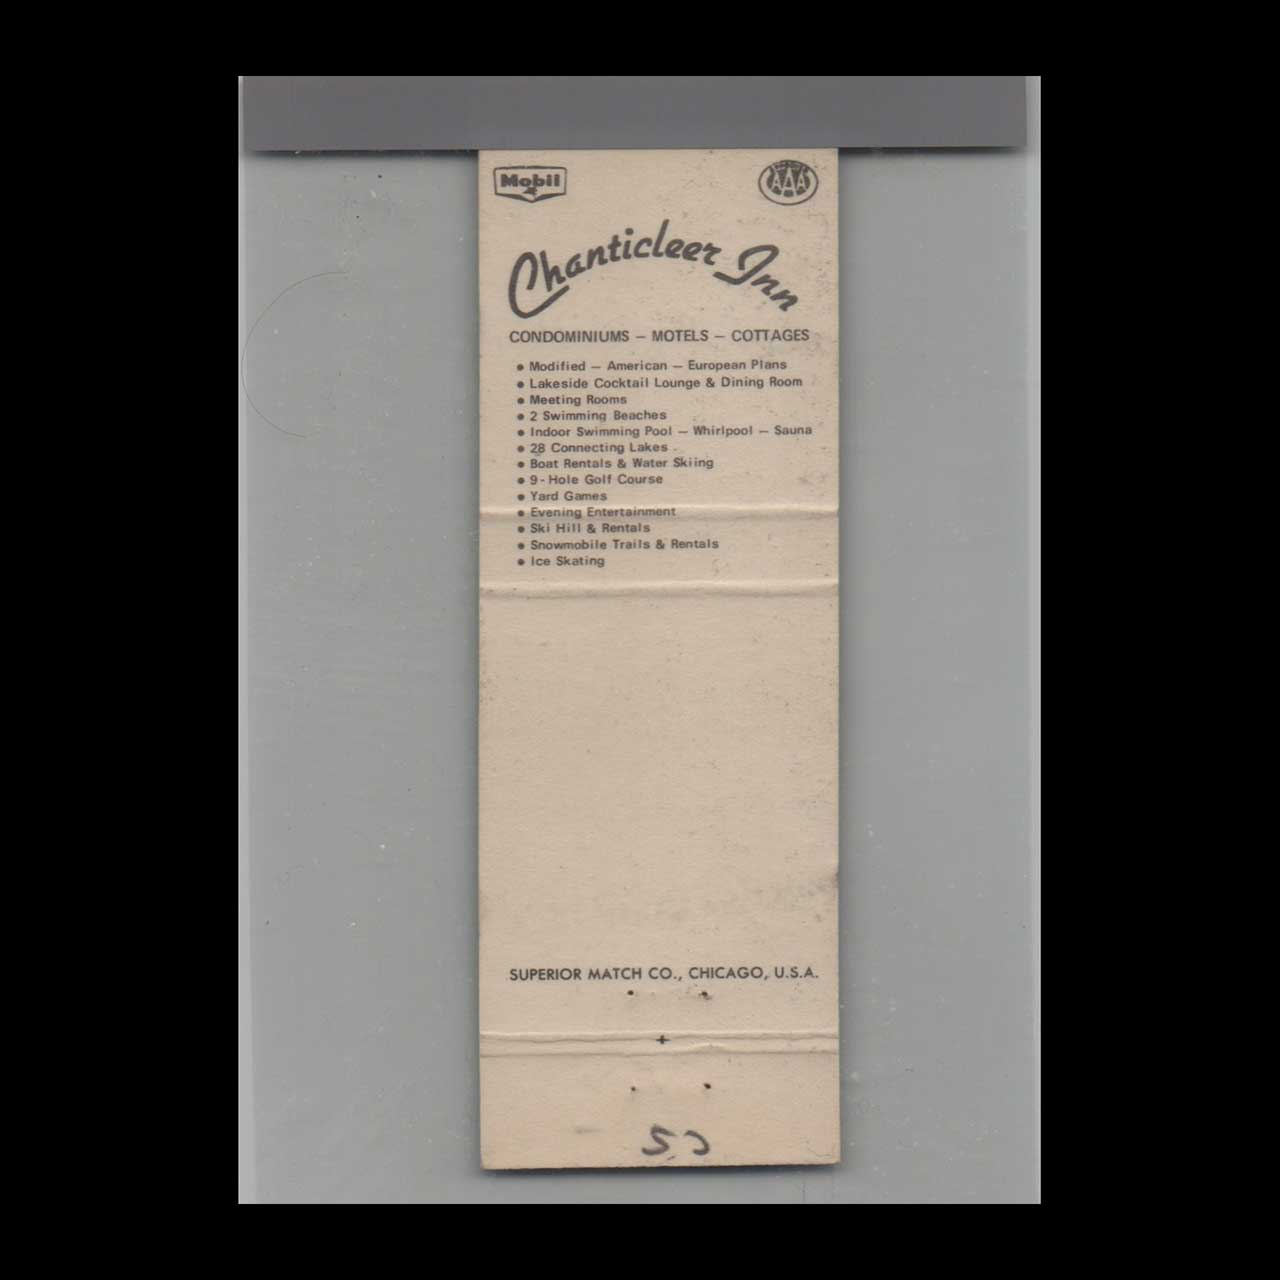 Mobil
AAA
Chanticleer Inn
CONDOMINIUMS – MOTELS – COTTAGES
• Modified – American – European Plans
• Lakeside Cocktail Lounge & Dining Room
• Meeting Rooms
• 2 Swimming Beaches
• Indoor Swimming Pool – Whirlpool – Sauna
• 28 Connecting Lakes
• Boat Rentals & Water Skiing
• 9-Hole Golf Course
• Yard Games
• Evening Entertainment
• Ski Hill & Rentals
• Snowmobile Trails & Rentals
• Ice Skating
SUPERIOR MATCH CO., CHICAGO, U.S.A.